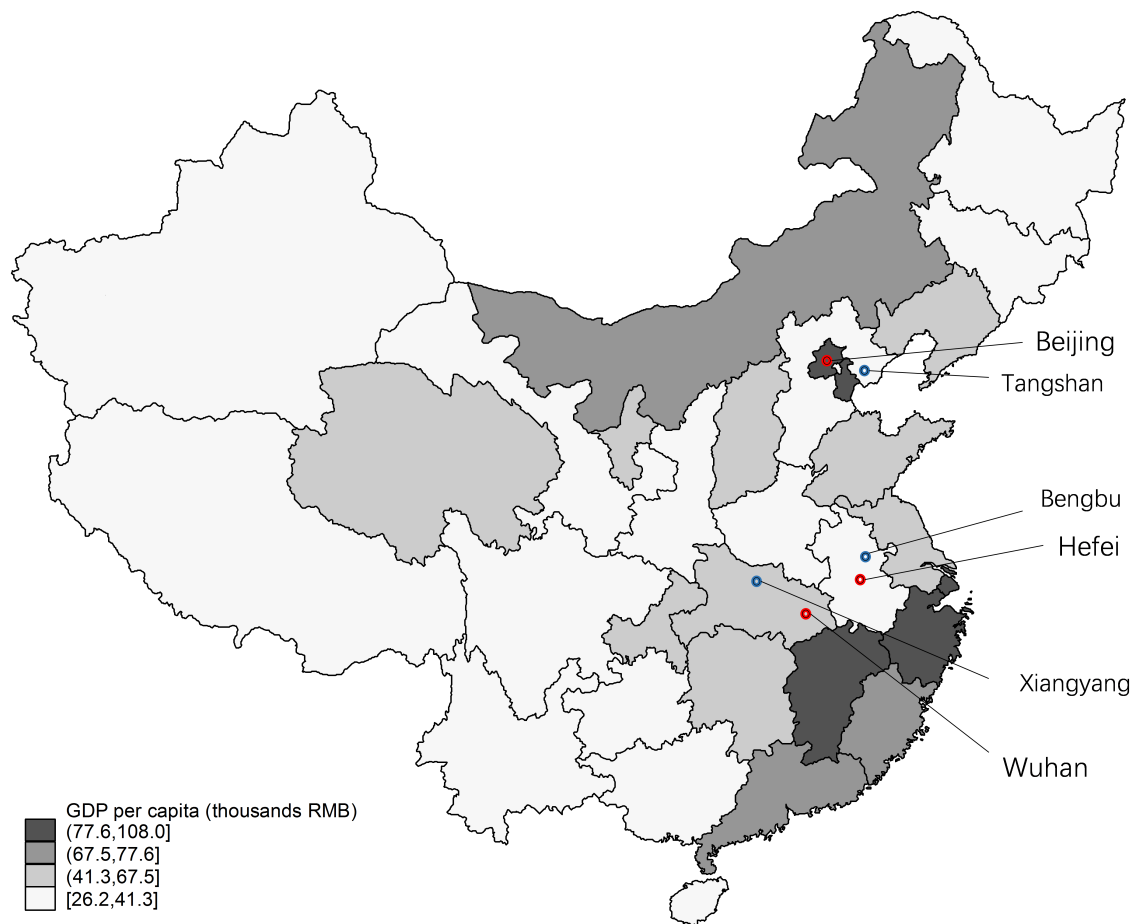 Beijing
Tangshan
Bengbu
Hefei
Xiangyang
Wuhan
GDP per capita (thousands RMB)
(77.6,108.0]
(67.5,77.6]
(41.3,67.5]
[26.2,41.3]